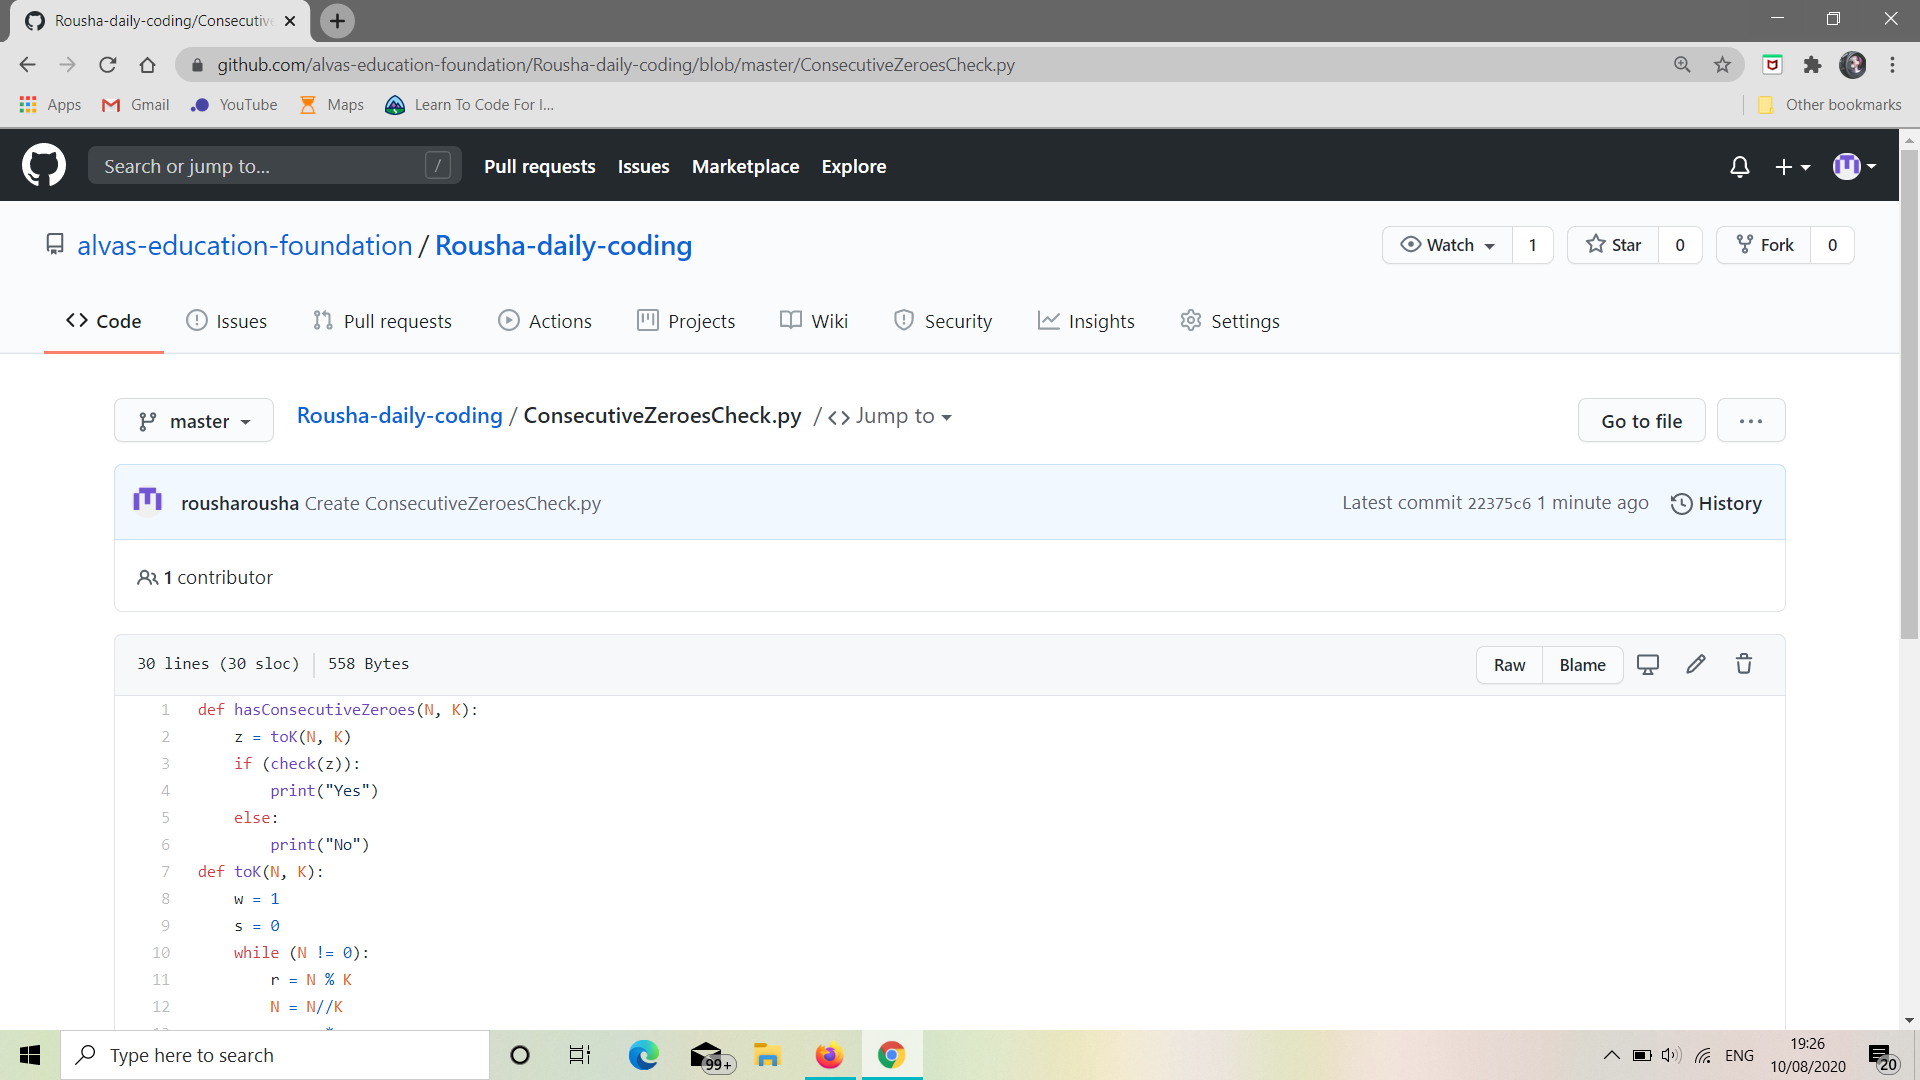 Rousha-daily-coding/Consecutive
github.com/alvas-education-foundation/Rousha-daily-coding/blob/master/ConsecutiveZeroesCheck.py
Apps Gmail YouTube Maps Learn To Code For I... Other bookmarks
Search or jump to... / Pull requests Issues Marketplace Explore
alvas-education-foundation / Rousha-daily-coding Watch 1 Star 0 Fork 0
Code Issues Pull requests Actions Projects Wiki Security Insights Settings
master Rousha-daily-coding / ConsecutiveZeroesCheck.py / <> Jump to Go to file ...
rousharousha Create ConsecutiveZeroesCheck.py Latest commit 22375c6 1 minute ago History
1 contributor
30 lines (30 sloc) 558 Bytes Raw Blame
1 def hasConsecutiveZeroes(N, K):
2 z = toK(N, K)
3 if (check(z)):
4 print("Yes")
5 else:
6 print("No")
7 def toK(N, K):
8 w = 1
9 s = 0
10 while (N != 0):
11 r = N % K
12 N = N//K
Type here to search 99+ ENG 19:26
10/08/2020 20